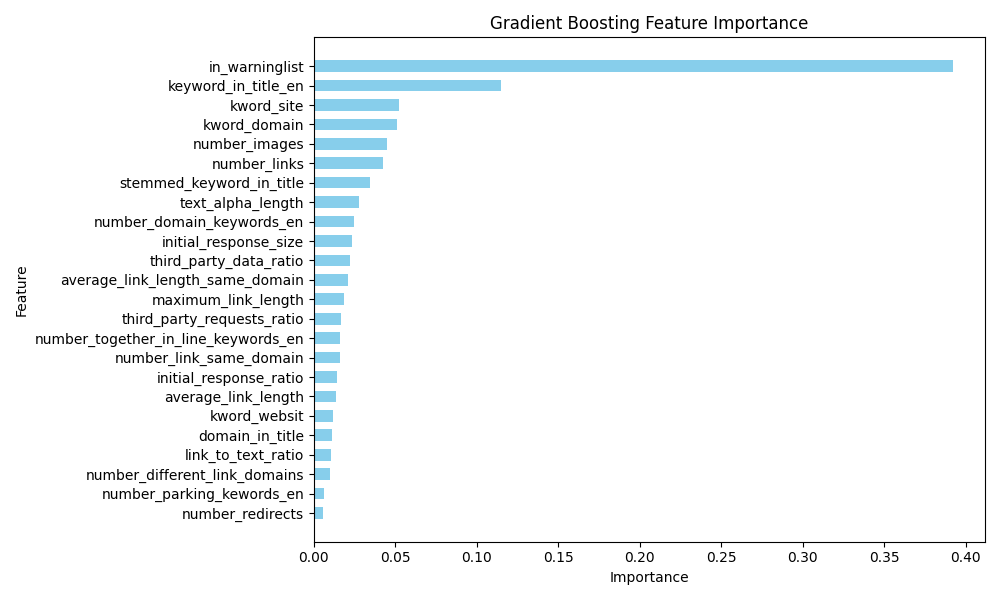 Gradient Boosting Feature Importance
in_warninglist
keyword_in_title_en
kword_site
kword_domain
number_images
number_links
stemmed_keyword_in_title
text_alpha_length
number_domain_keywords_en
initial_response_size
third_party_data_ratio
average_link_length_same_domain
maximum_link_length
third_party_requests_ratio
number_together_in_line_keywords_en
number_link_same_domain
initial_response_ratio
average_link_length
kword_websit
domain_in_title
link_to_text_ratio
number_different_link_domains
number_parking_kewords_en
number_redirects
Feature
0.00 0.05 0.10 0.15 0.20 0.25 0.30 0.35 0.40
Importance